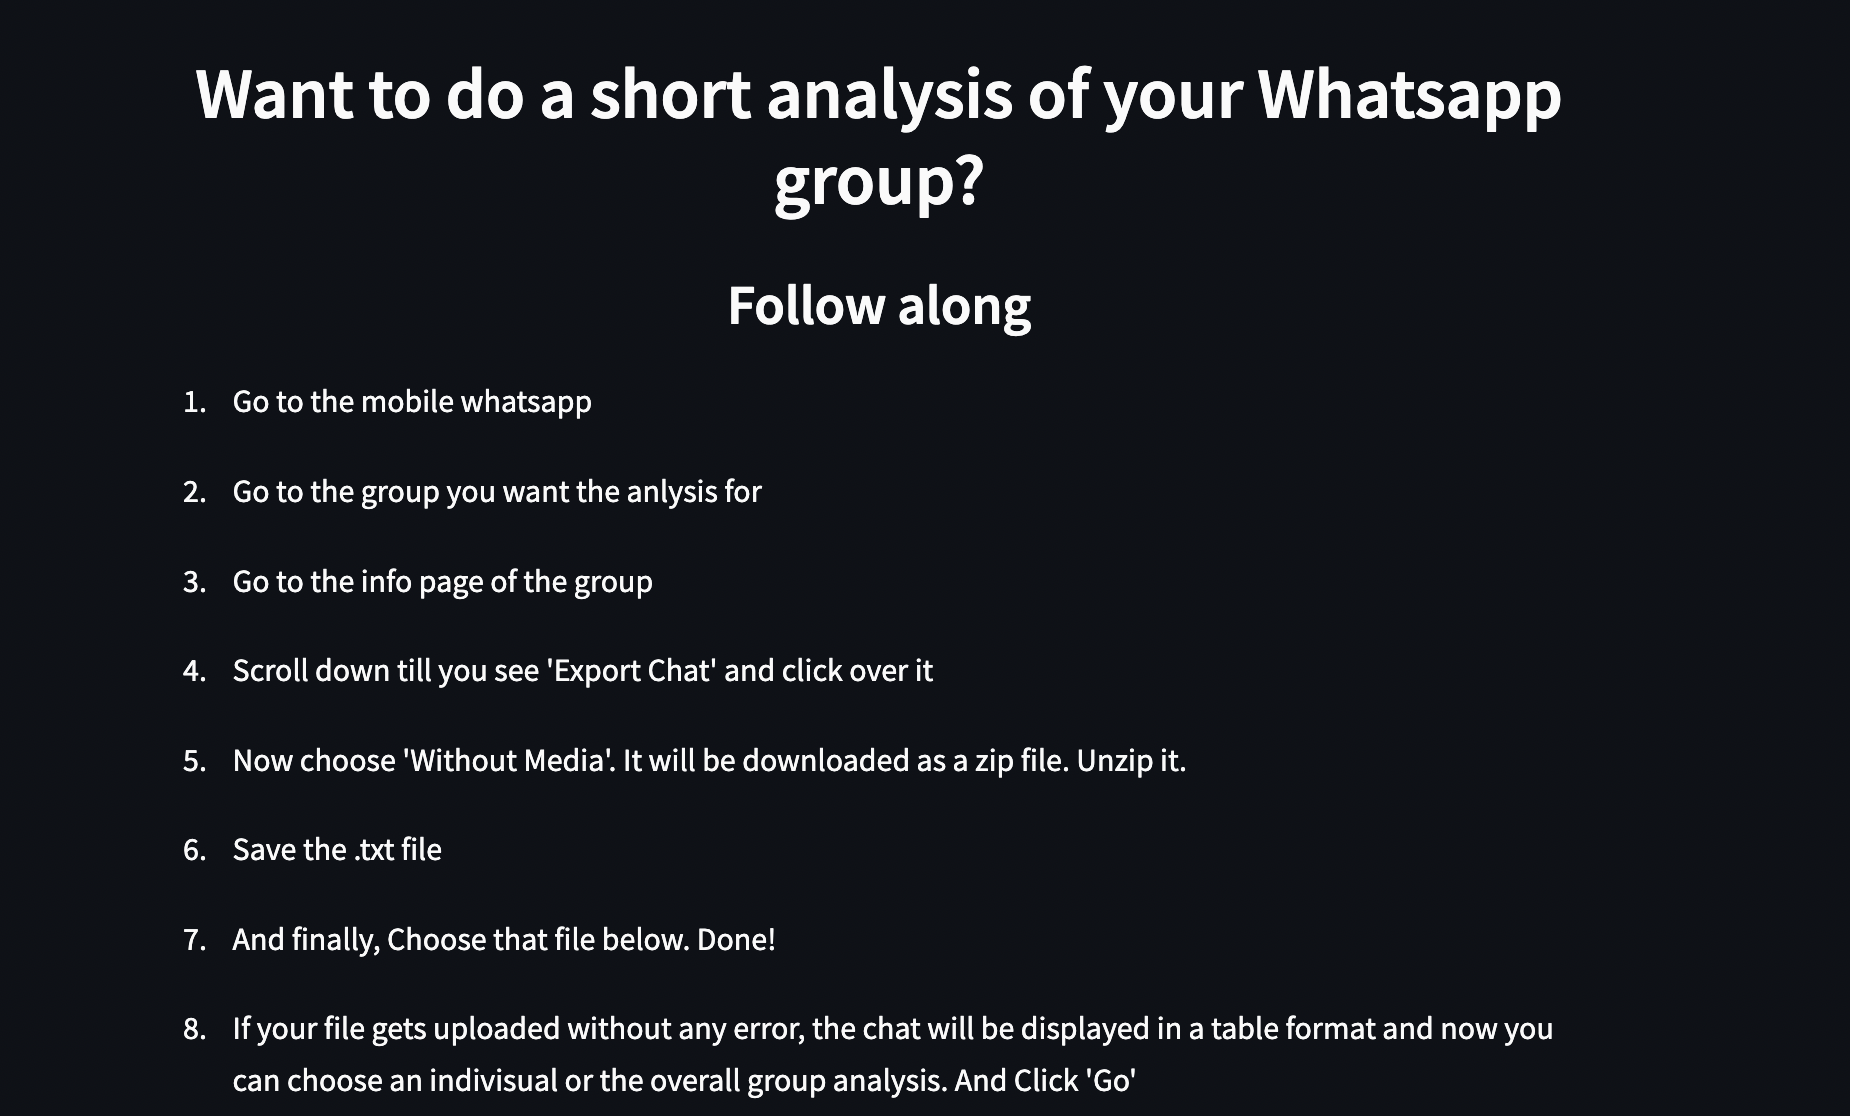 Want to do a short analysis of your Whatsapp
group?
Follow along
1. Go to the mobile whatsapp
2. Go to the group you want the anlysis for
3. Go to the info page of the group
4. Scroll down till you see 'Export Chat' and click over it
5. Now choose 'Without Media'. It will be downloaded as a zip file. Unzip it.
6. Save the .txt file
7. And finally, Choose that file below. Done!
8. If your file gets uploaded without any error, the chat will be displayed in a table format and now you
can choose an indivisual or the overall group analysis. And Click 'Go'